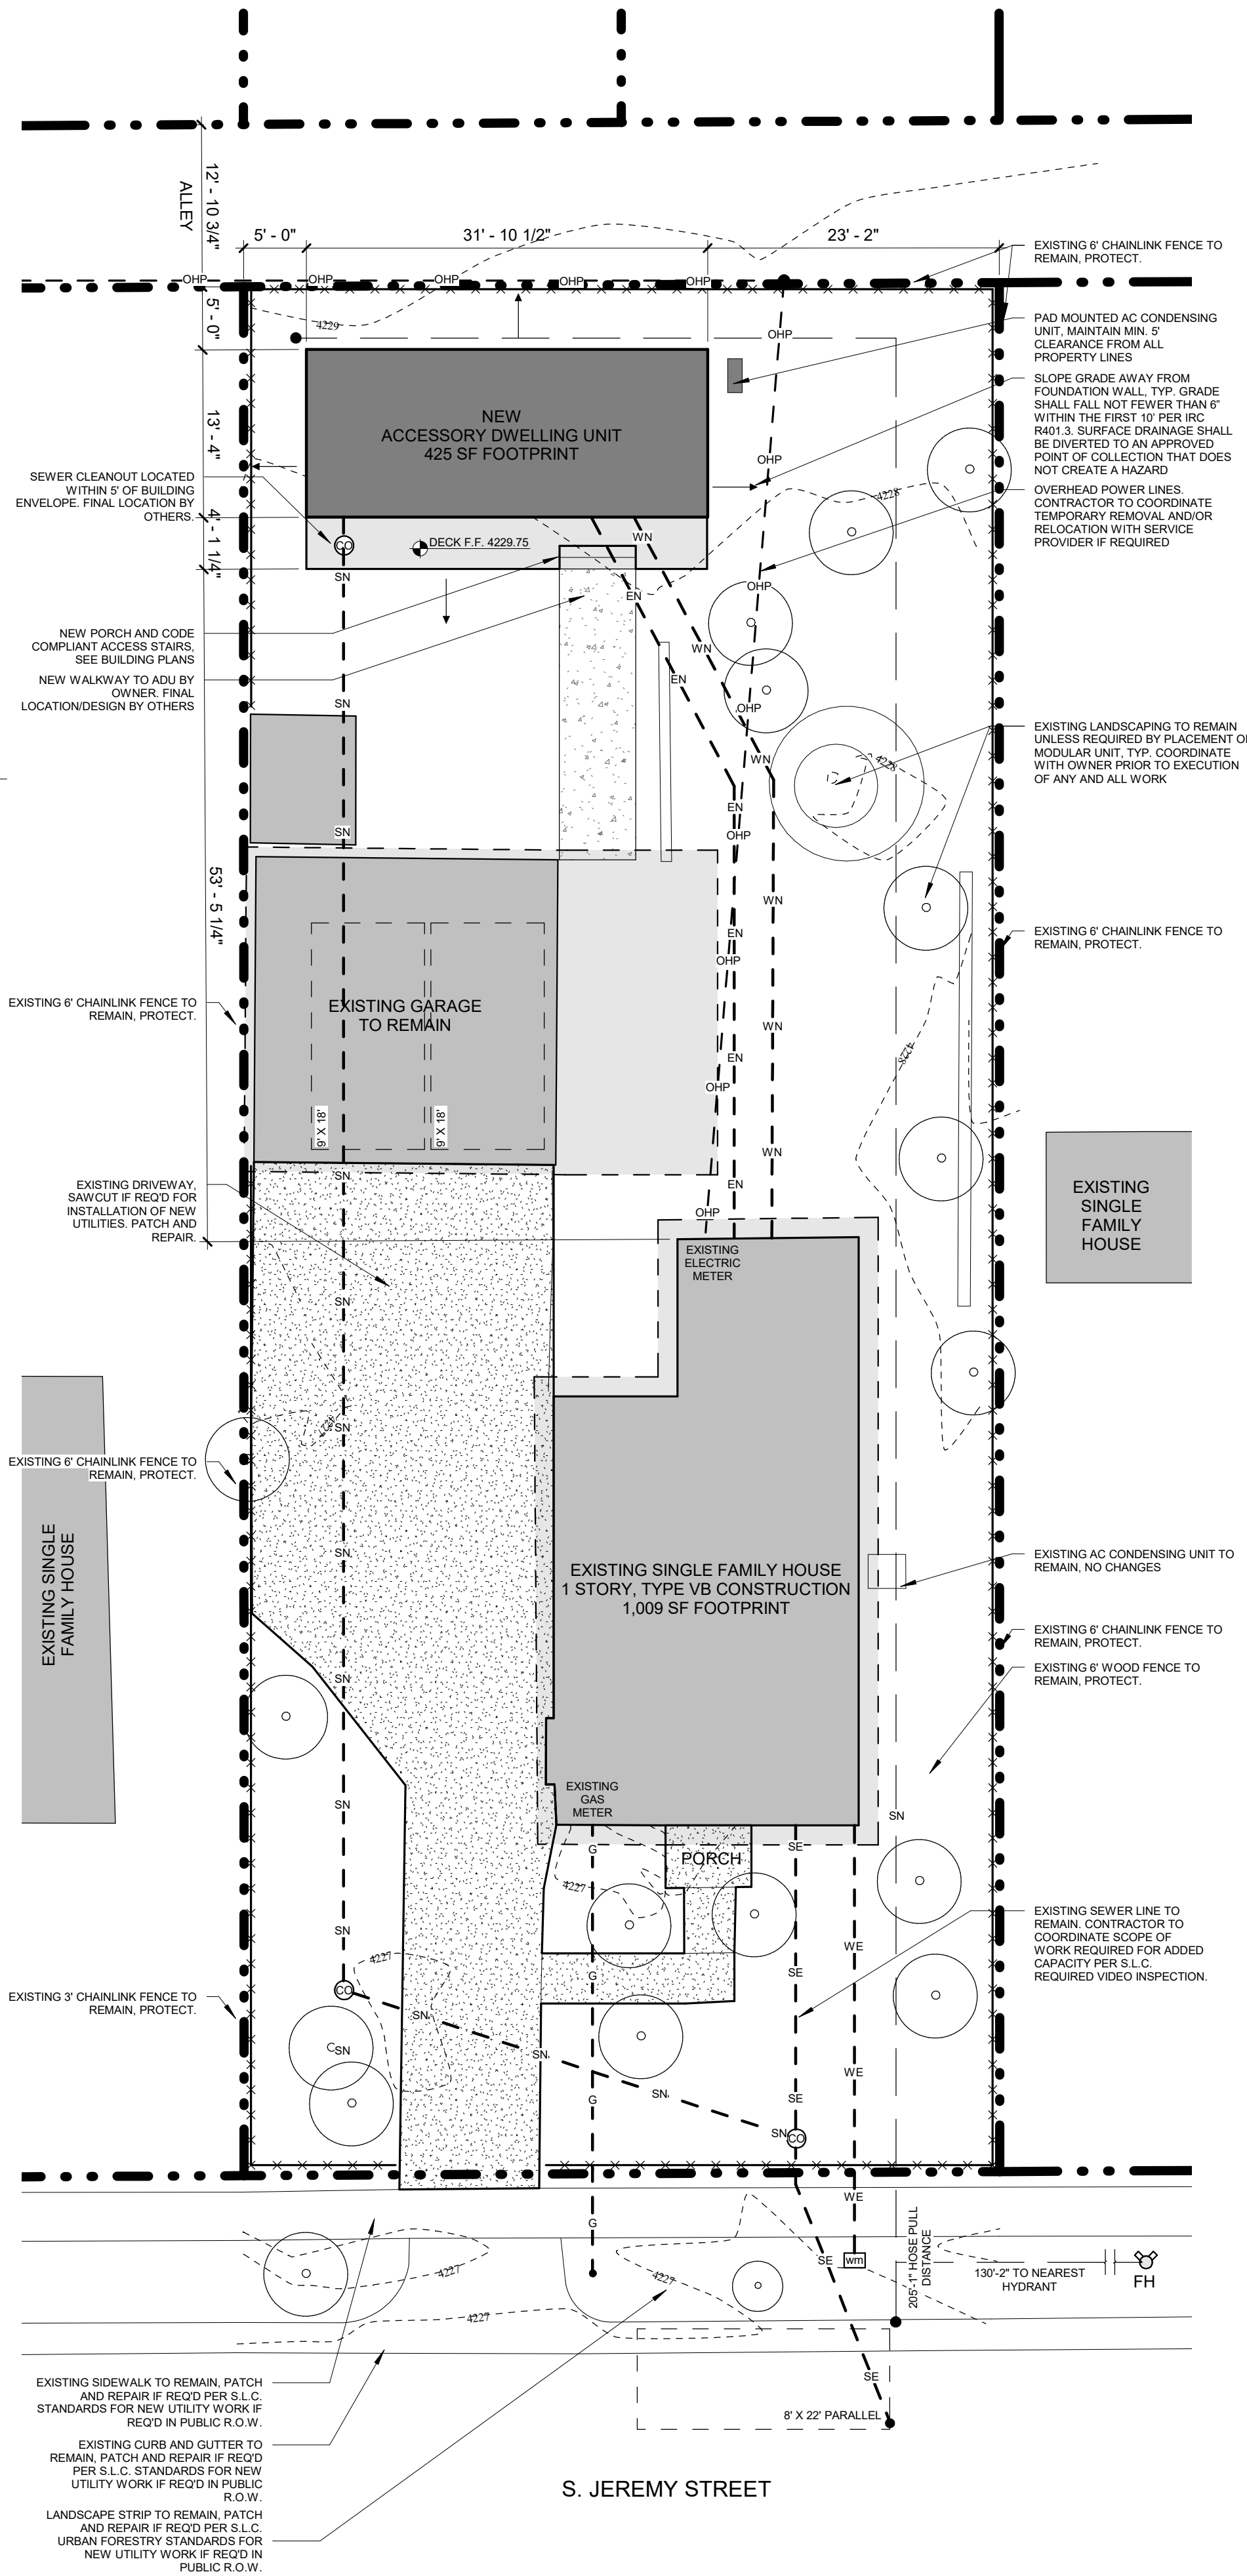 12' - 10 3/4"
ALLEY
5' - 0"
31' - 10 1/2"
23' - 2"
EXISTING 6' CHAINLINK FENCE TO
REMAIN, PROTECT.
OHP
OHP
OHP
OHP
OHP
5' - 0"
4229
OHP
PAD MOUNTED AC CONDENSING
UNIT, MAINTAIN MIN. 5'
CLEARANCE FROM ALL
PROPERTY LINES
SLOPE GRADE AWAY FROM
FOUNDATION WALL, TYP. GRADE
SHALL FALL NOT FEWER THAN 6"
WITHIN THE FIRST 10' PER IRC
R401.3. SURFACE DRAINAGE SHALL
BE DIVERTED TO AN APPROVED
POINT OF COLLECTION THAT DOES
NOT CREATE A HAZARD
13' - 4"
NEW
ACCESSORY DWELLING UNIT
425 SF FOOTPRINT
OHP
4228
SEWER CLEANOUT LOCATED
WITHIN 5' OF BUILDING
ENVELOPE. FINAL LOCATION BY
OTHERS.
OVERHEAD POWER LINES.
CONTRACTOR TO COORDINATE
TEMPORARY REMOVAL AND/OR
RELOCATION WITH SERVICE
PROVIDER IF REQUIRED
4' - 1 1/4"
CO
DECK F.F. 4229.75
WN
SN
EN
OHP
NEW PORCH AND CODE
COMPLIANT ACCESS STAIRS,
SEE BUILDING PLANS
WN
NEW WALKWAY TO ADU BY
OWNER. FINAL
LOCATION/DESIGN BY OTHERS
EN
SN
OHP
EXISTING LANDSCAPING TO REMAIN
UNLESS REQUIRED BY PLACEMENT OF
MODULAR UNIT, TYP. COORDINATE
WITH OWNER PRIOR TO EXECUTION
OF ANY AND ALL WORK
WN
4228
EN
SN
OHP
53' - 5 1/4"
WN
EN
EXISTING 6' CHAINLINK FENCE TO
REMAIN, PROTECT.
OHP
EXISTING 6' CHAINLINK FENCE TO
REMAIN, PROTECT.
EXISTING GARAGE
TO REMAIN
WN
4228
EN
OHP
9' X 18'
9' X 18'
WN
SN
EN
EXISTING DRIVEWAY,
SAWCUT IF REQ'D FOR
INSTALLATION OF NEW
UTILITIES. PATCH AND
REPAIR.
OHP
EXISTING
SINGLE
FAMILY
HOUSE
EXISTING
ELECTRIC
METER
SN
4227
SN
EXISTING 6' CHAINLINK FENCE TO
REMAIN, PROTECT.
EXISTING SINGLE
FAMILY HOUSE
SN
EXISTING SINGLE FAMILY HOUSE
1 STORY, TYPE VB CONSTRUCTION
1,009 SF FOOTPRINT
EXISTING AC CONDENSING UNIT TO
REMAIN, NO CHANGES
EXISTING 6' CHAINLINK FENCE TO
REMAIN, PROTECT.
EXISTING 6' WOOD FENCE TO
REMAIN, PROTECT.
SN
SN
EXISTING
GAS
METER
SN
G
PORCH
SE
4227
EXISTING SEWER LINE TO
REMAIN. CONTRACTOR TO
COORDINATE SCOPE OF
WORK REQUIRED FOR ADDED
CAPACITY PER S.L.C.
REQUIRED VIDEO INSPECTION.
SN
WE
4227
G
SE
CO
EXISTING 3' CHAINLINK FENCE TO
REMAIN, PROTECT.
SN
SN
SN
WE
SN
G
SE
SN
CO
WE
G
SE
wm
205'-1" HOSE PULL
DISTANCE
130'-2" TO NEAREST
HYDRANT
FH
4227
4227
4227
SE
8' X 22' PARALLEL
EXISTING SIDEWALK TO REMAIN, PATCH
AND REPAIR IF REQ'D PER S.L.C.
STANDARDS FOR NEW UTILITY WORK IF
REQ'D IN PUBLIC R.O.W.
EXISTING CURB AND GUTTER TO
REMAIN, PATCH AND REPAIR IF REQ'D
PER S.L.C. STANDARDS FOR NEW
UTILITY WORK IF REQ'D IN PUBLIC
R.O.W.
S. JEREMY STREET
LANDSCAPE STRIP TO REMAIN, PATCH
AND REPAIR IF REQ'D PER S.L.C.
URBAN FORESTRY STANDARDS FOR
NEW UTILITY WORK IF REQ'D IN
PUBLIC R.O.W.